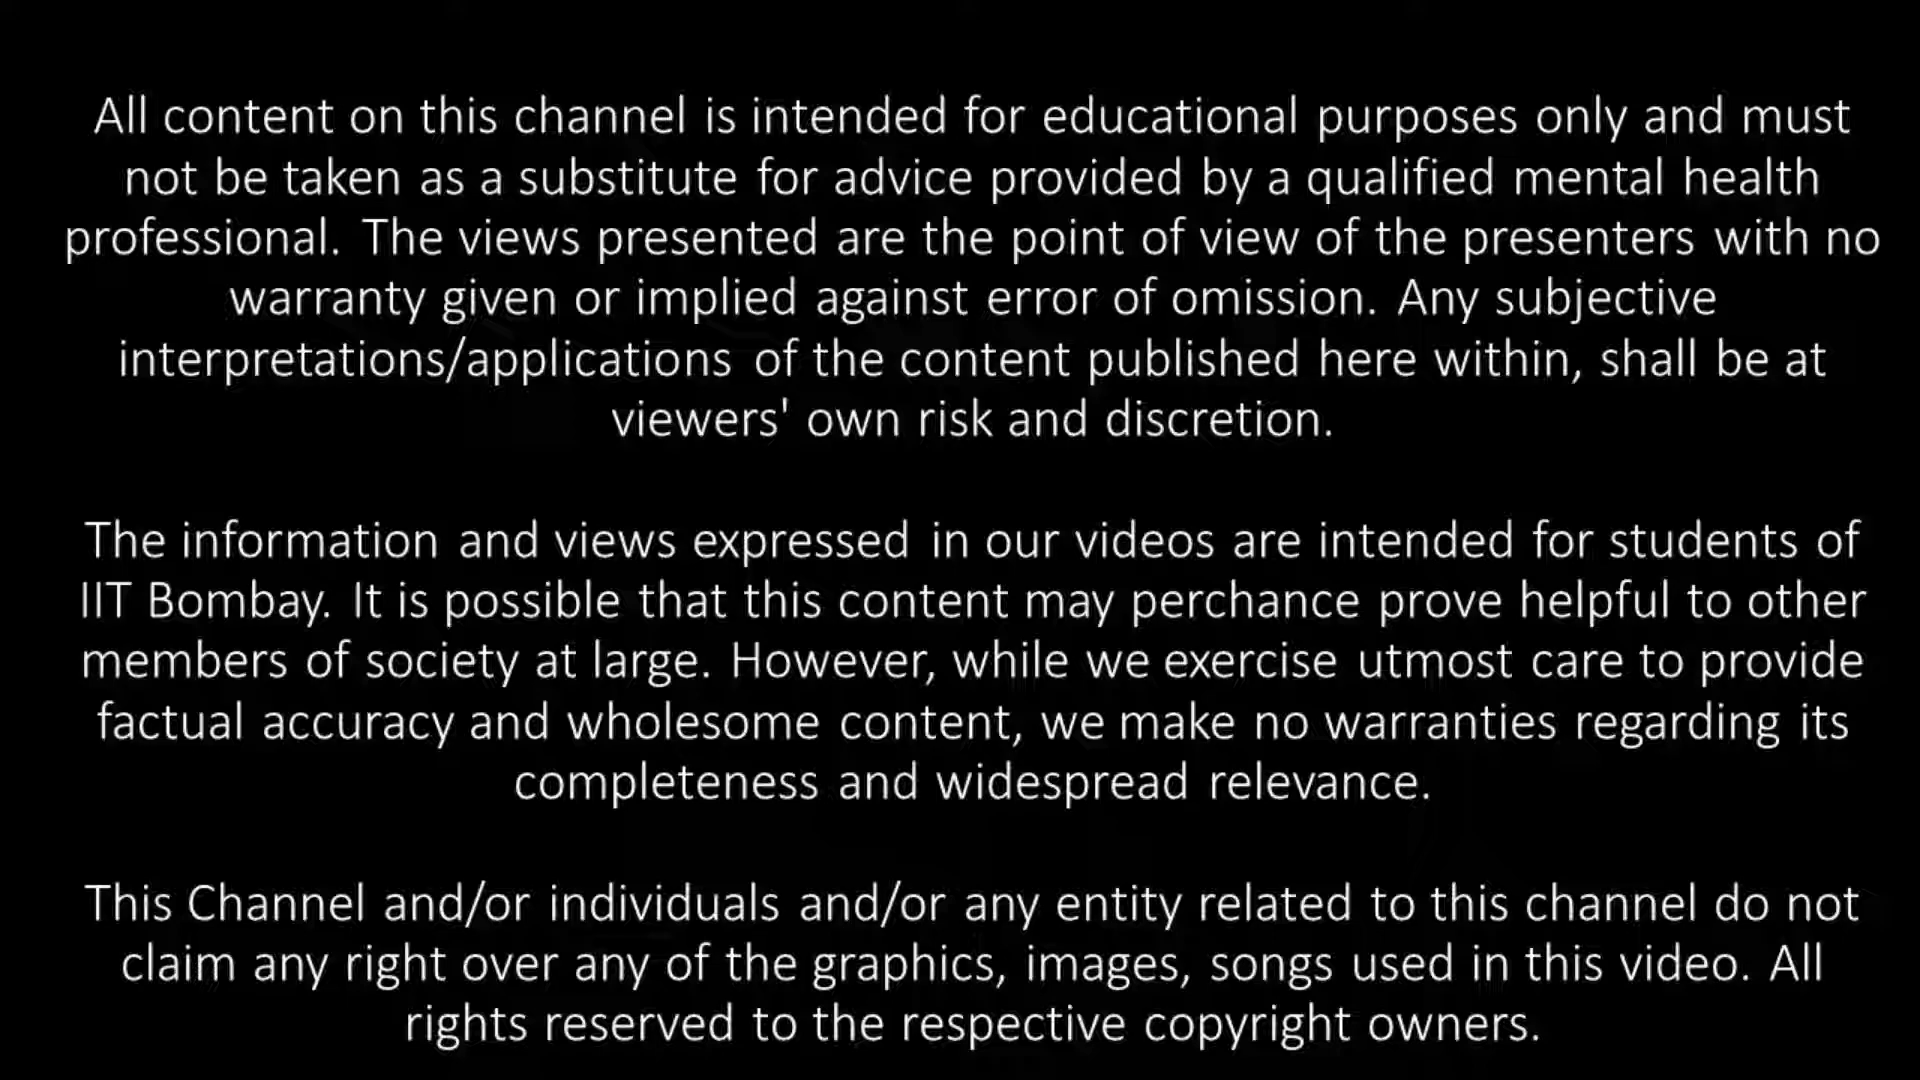 All content on this channel is intended for educational purposes only and must
not be taken as a substitute for advice provided by a qualified mental health
professional. The views presented are the point of view of the presenters with no
warranty given or implied against error of omission. Any subjective
interpretations/applications of the content published here within, shall be at
viewers' own risk and discretion.
The information and views expressed in our videos are intended for students of
IIT Bombay. It is possible that this content may perchance prove helpful to other
members of society at large. However, while we exercise utmost care to provide
factual accuracy and wholesome content, we make no warranties regarding its
completeness and widespread relevance.
This Channel and/or individuals and/or any entity related to this channel do not
claim any right over any of the graphics, images, songs used in this video. All
rights reserved to the respective copyright owners.